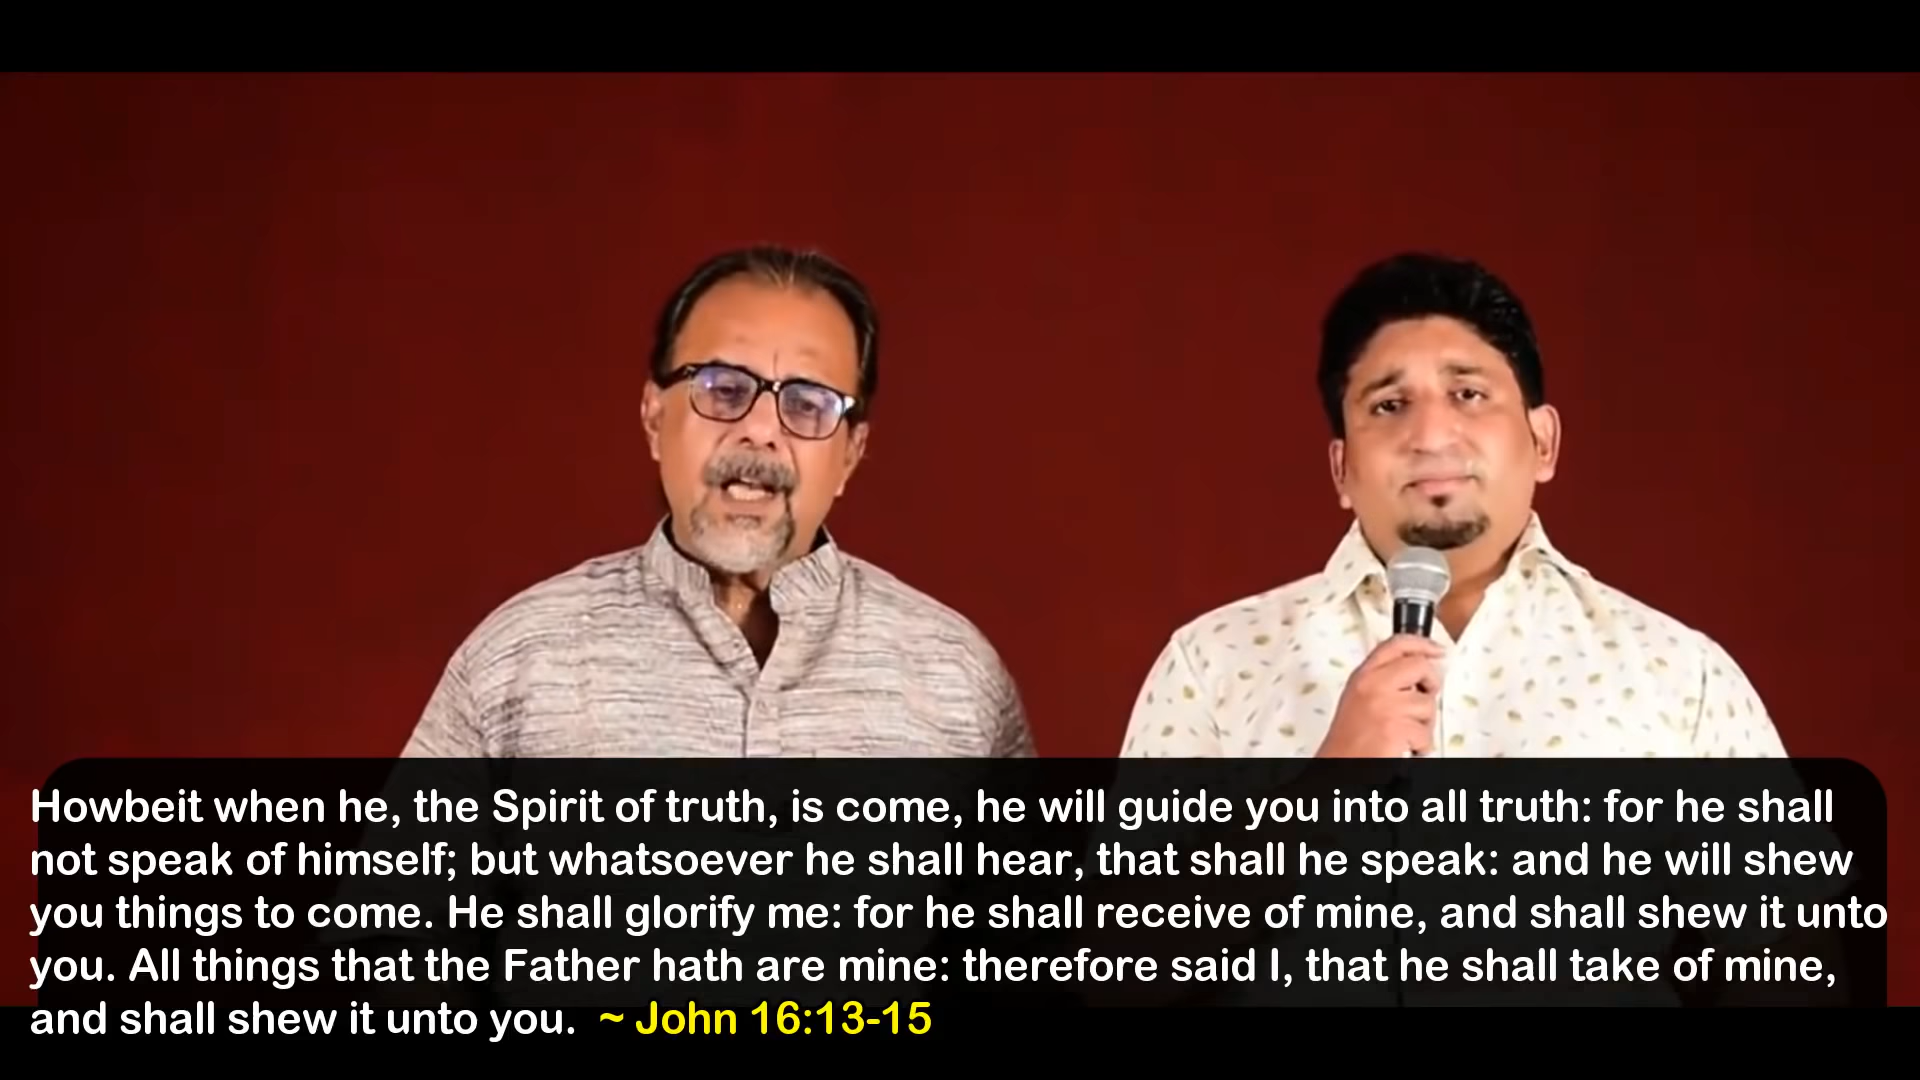 Howbeit when he, the Spirit of truth, is come, he will guide you into all truth: for he shall
not speak of himself; but whatsoever he shall hear, that shall he speak: and he will shew
you things to come. He shall glorify me: for he shall receive of mine, and shall shew it unto
you. All things that the Father hath are mine: therefore said I, that he shall take of mine,
and shall shew it unto you. ~ John 16:13-15